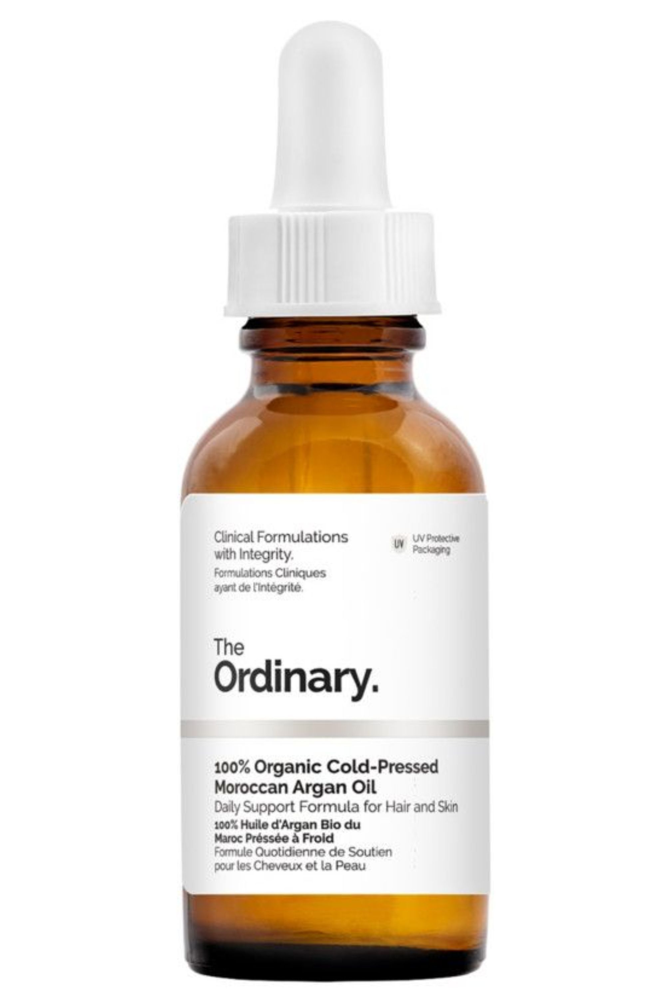 Clinical Formulations
with Integrity.
Formulations Cliniques
ayant de l'Intégrité.
UV
UV Protective
Packaging
The
Ordinary.
100% Organic Cold-Pressed
Moroccan Argan Oil
Daily Support Formula for Hair and Skin
100% Huile d'Argan Bio du
Maroc Préssée à Froid
Formule Quotidienne de Soutien
pour les Cheveux et la Peau